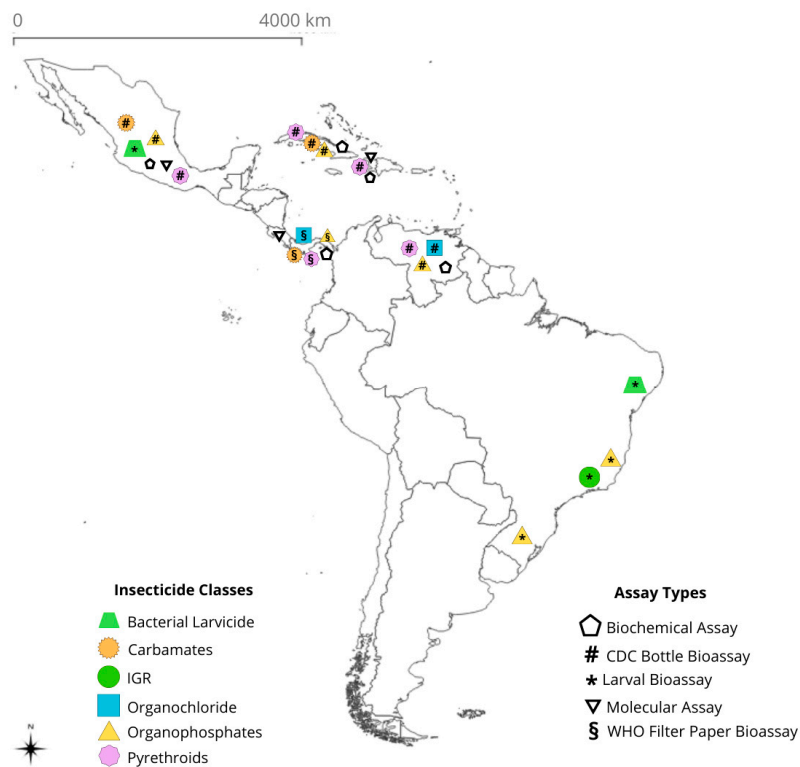 0 4000 km
# # # #
# * # #
#
§ § # #
§ § #
*
*
*
*
Insecticide Classes
Bacterial Larvicide
Carbamates
IGR
Organochloride
Organophosphates
Pyrethroids
Assay Types
Biochemical Assay
# CDC Bottle Bioassay
* Larval Bioassay
Molecular Assay
§ WHO Filter Paper Bioassay
N